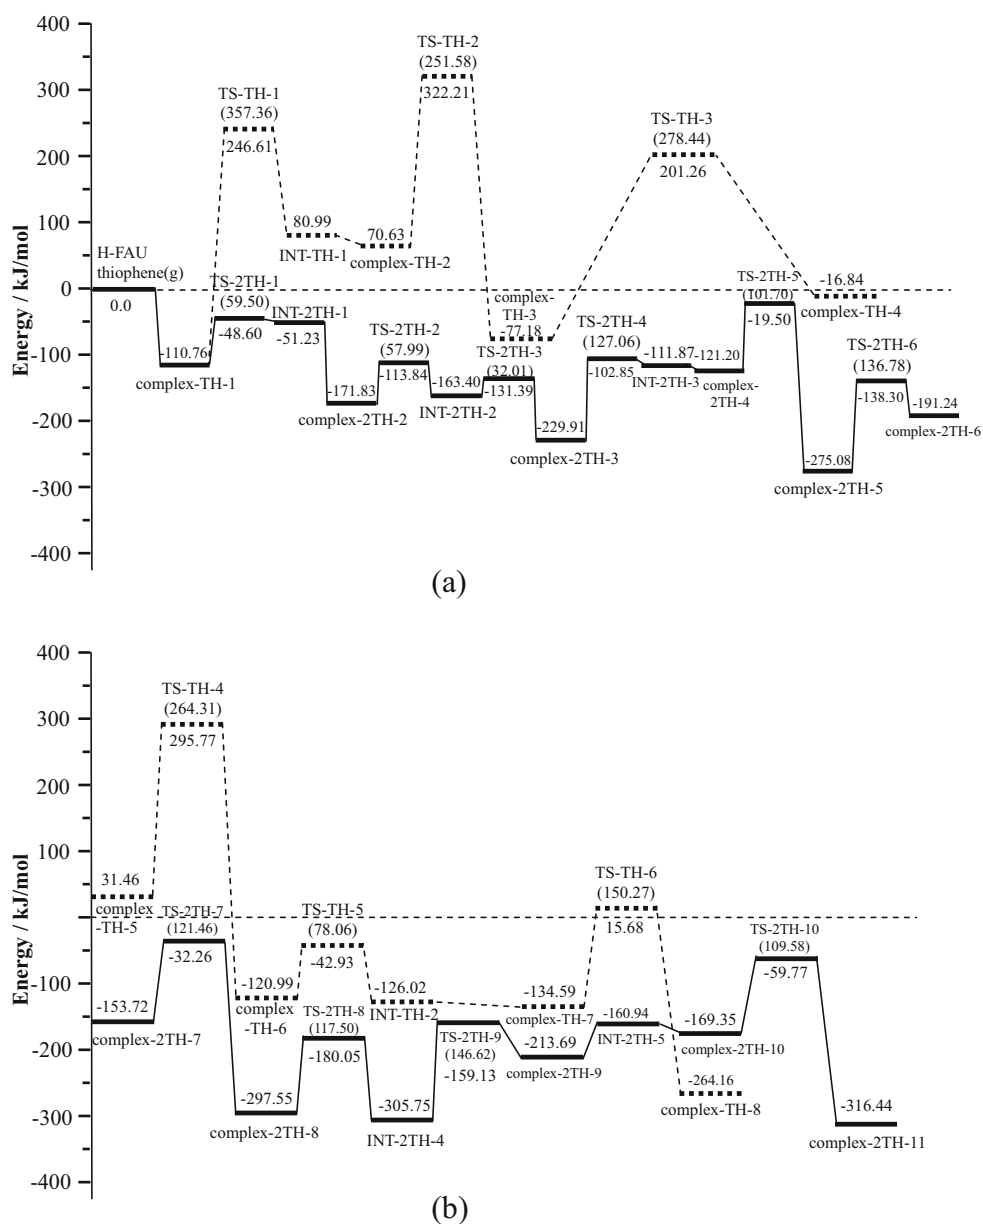 400
300
200
100
0
-100
-200
-300
-400
Energy / kJ/mol
H-FAU
thiophene(g)
0.0
-110.76
complex-TH-1
TS-TH-1
(357.36)
246.61
80.99
INT-TH-1
70.63
complex-TH-2
TS-TH-2
(251.58)
322.21
complex-
TH-3
-77.18
TS-TH-3
(278.44)
201.26
-16.84
complex-TH-4
TS-2TH-1
(59.50)
-48.60
INT-2TH-1
-51.23
-171.83
complex-2TH-2
TS-2TH-2
(57.99)
-113.84
-163.40
INT-2TH-2
TS-2TH-3
(32.01)
-131.39
-229.91
complex-2TH-3
TS-2TH-4
(127.06)
-102.85
-111.87
INT-2TH-3
-121.20
complex-
2TH-4
TS-2TH-5
(101.70)
-19.50
-275.08
complex-2TH-5
TS-2TH-6
(136.78)
-138.30
-191.24
complex-2TH-6
(a)
400
300
200
100
-100
-200
-300
-400
Energy / kJ/mol
31.46
complex
-TH-5
TS-TH-4
(264.31)
295.77
-120.99
complex
-TH-6
TS-TH-5
(78.06)
-42.93
-126.02
INT-TH-2
-134.59
complex-TH-7
TS-TH-6
(150.27)
15.68
-264.16
complex-TH-8
-153.72
complex-2TH-7
TS-2TH-7
(121.46)
-32.26
-297.55
complex-2TH-8
TS-2TH-8
(117.50)
-180.05
-305.75
INT-2TH-4
TS-2TH-9
(146.62)
-159.13
-213.69
complex-2TH-9
-160.94
INT-2TH-5
-169.35
complex-2TH-10
TS-2TH-10
(109.58)
-59.77
-316.44
complex-2TH-11
(b)